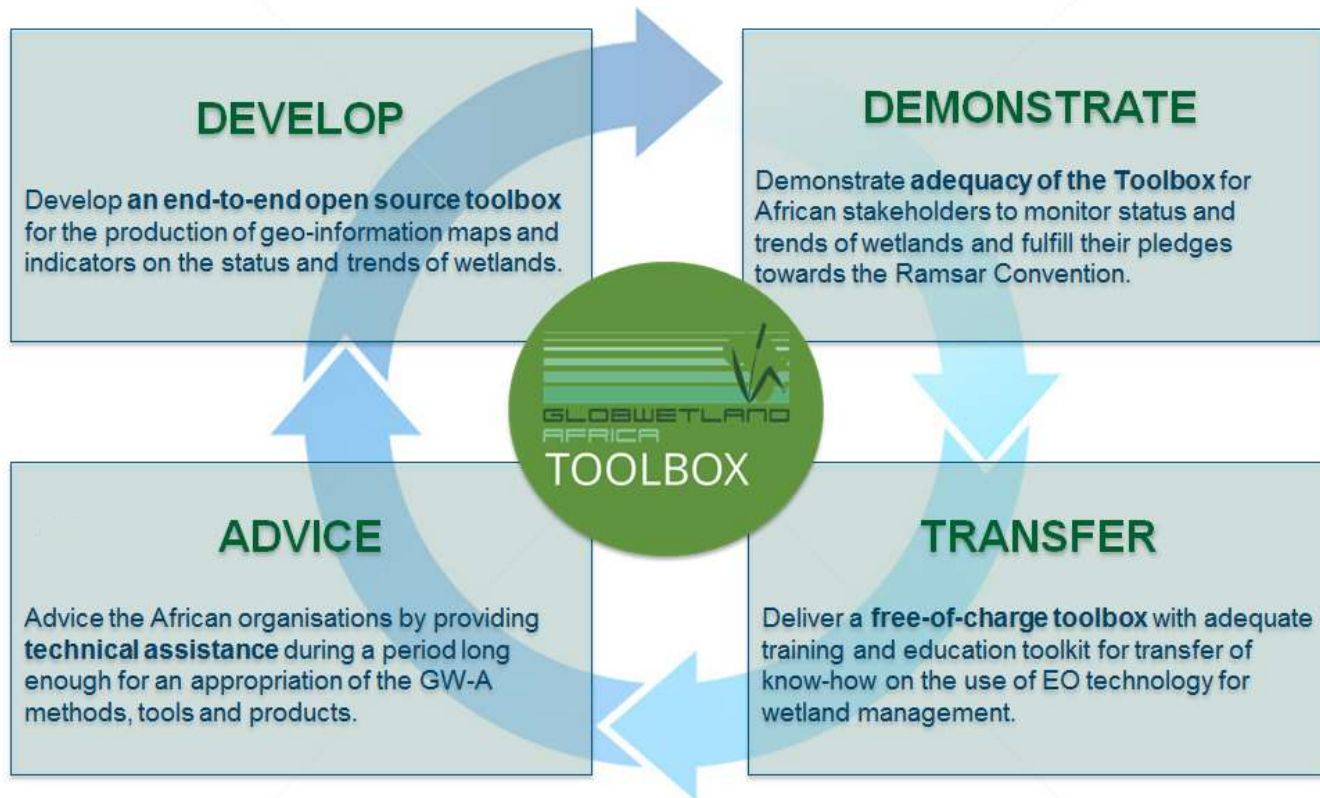 DEVELOP
Develop an end-to-end open source toolbox
for the production of geo-information maps and
indicators on the status and trends of wetlands.
DEMONSTRATE
Demonstrate adequacy of the Toolbox for
African stakeholders to monitor status and
trends of wetlands and fulfill their pledges
towards the Ramsar Convention.
GLOBWETLAND
AFRICA
TOOLBOX
ADVICE
Advice the African organisations by providing
technical assistance during a period long
enough for an appropriation of the GW-A
methods, tools and products.
TRANSFER
Deliver a free-of-charge toolbox with adequate
training and education toolkit for transfer of
know-how on the use of EO technology for
wetland management.